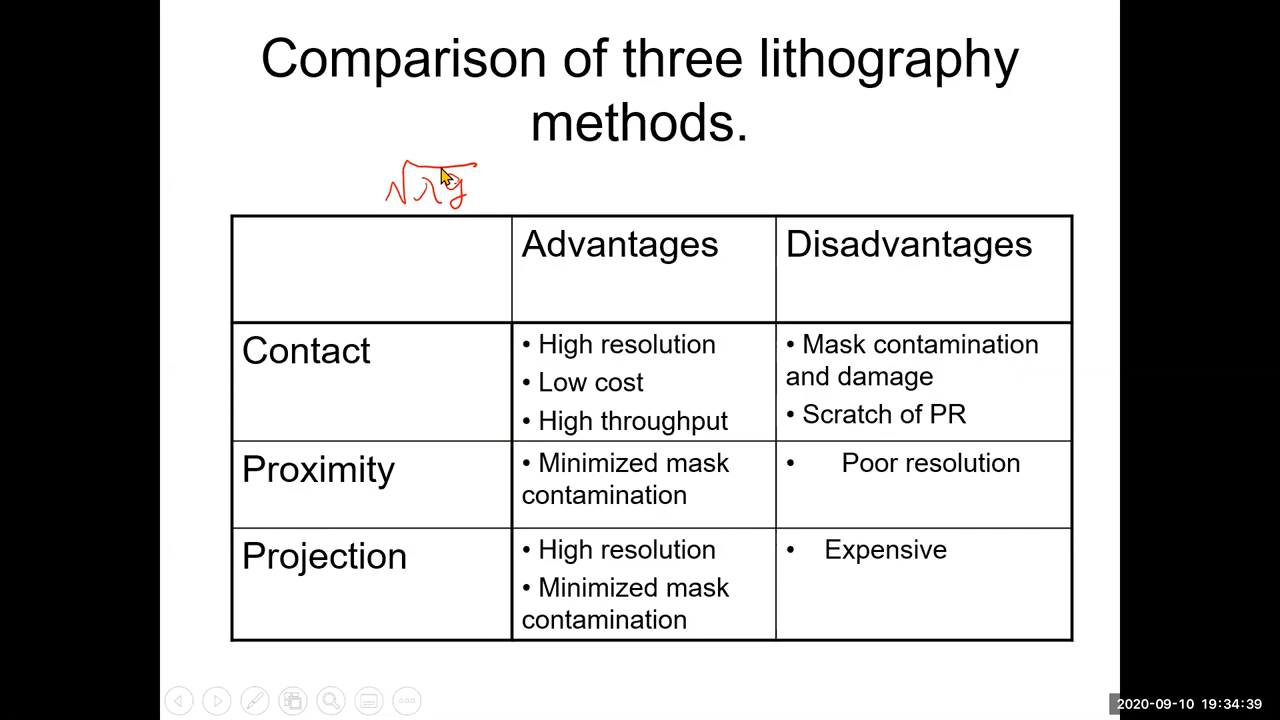 Comparison of three lithography
methods.
√λg
Advantages
Disadvantages
Contact
• High resolution
• Low cost
• High throughput
• Mask contamination
and damage
• Scratch of PR
Proximity
• Minimized mask
contamination
• Poor resolution
Projection
• High resolution
• Minimized mask
contamination
• Expensive
2020-09-10 19:34:39